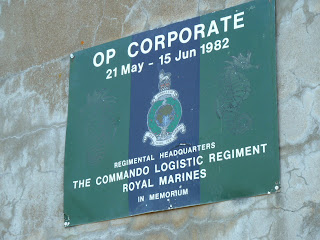 OP CORPORATE
21 May - 15 Jun 1982
REGIMENTAL HEADQUARTERS
THE COMMANDO LOGISTIC REGIMENT
ROYAL MARINES
IN MEMORIUM